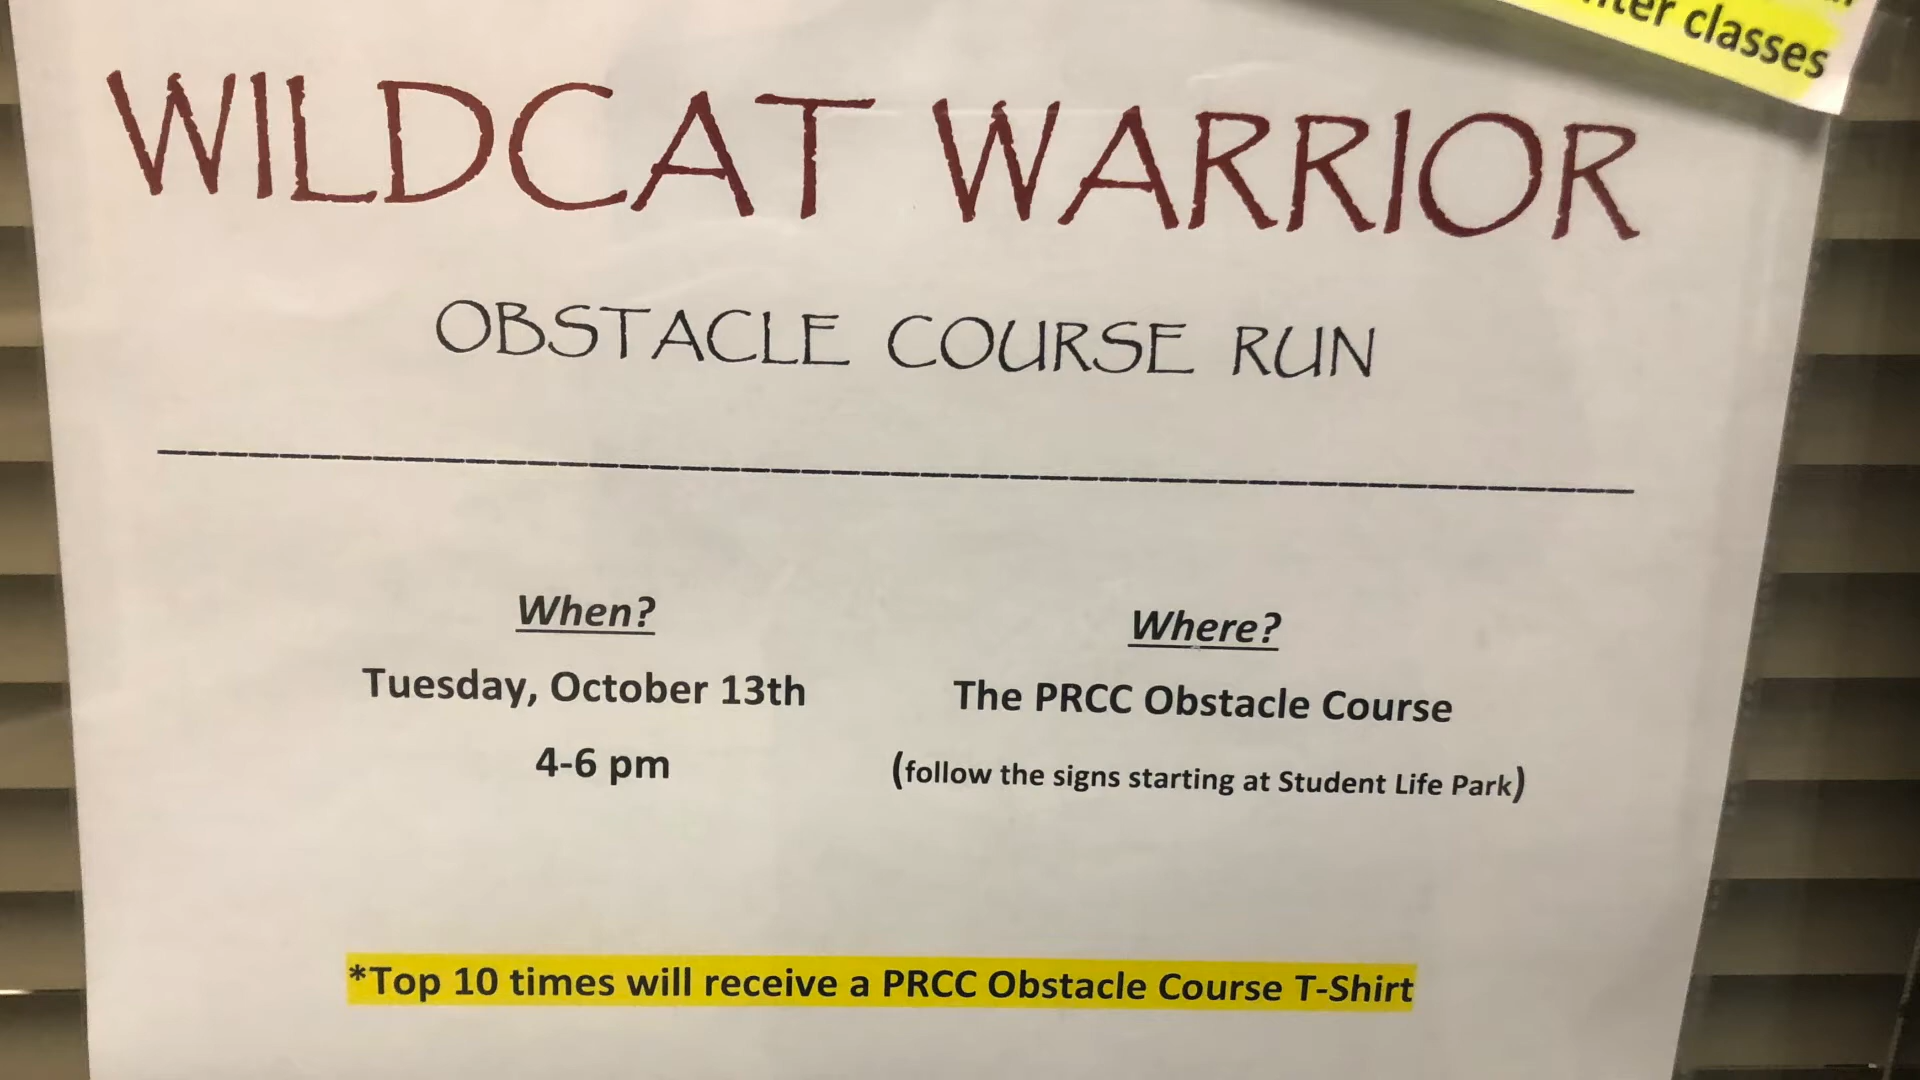 classes
WILDCAT WARRIOR
OBSTACLE COURSE RUN
When?
Tuesday, October 13th
4-6 pm
Where?
The PRCC Obstacle Course
(follow the signs starting at Student Life Park)
*Top 10 times will receive a PRCC Obstacle Course T-Shirt